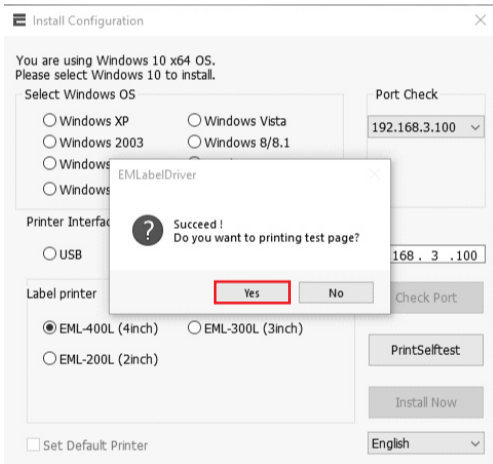 Install Configuration
You are using Windows 10 x64 OS.
Please select Windows 10 to install.
Select Windows OS
Windows XP
Windows Vista
Windows 2003
Windows 8/8.1
Windows
Windows
Port Check
192.168.3.100
EMLabelDriver
Succeed !
Do you want to printing test page?
Yes
No
Printer Interfac
USB
168 . 3 .100
Check Port
Label printer
EML-400L (4inch)
EML-300L (3inch)
EML-200L (2inch)
PrintSelftest
Install Now
Set Default Printer
English